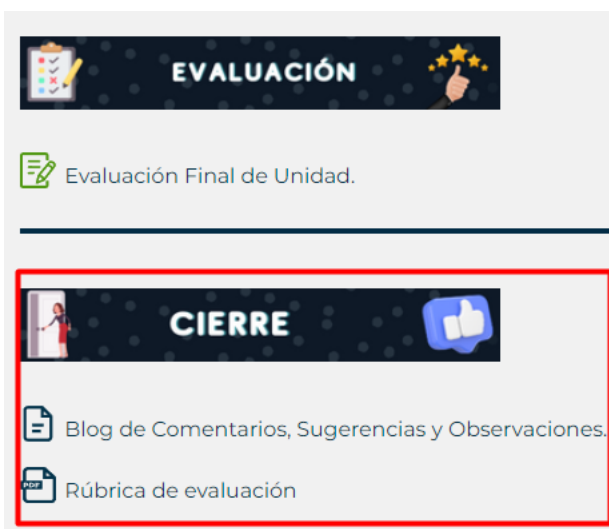 EVALUACIÓN
Evaluación Final de Unidad.
CIERRE
Blog de Comentarios, Sugerencias y Observaciones.
PDF
Rúbrica de evaluación